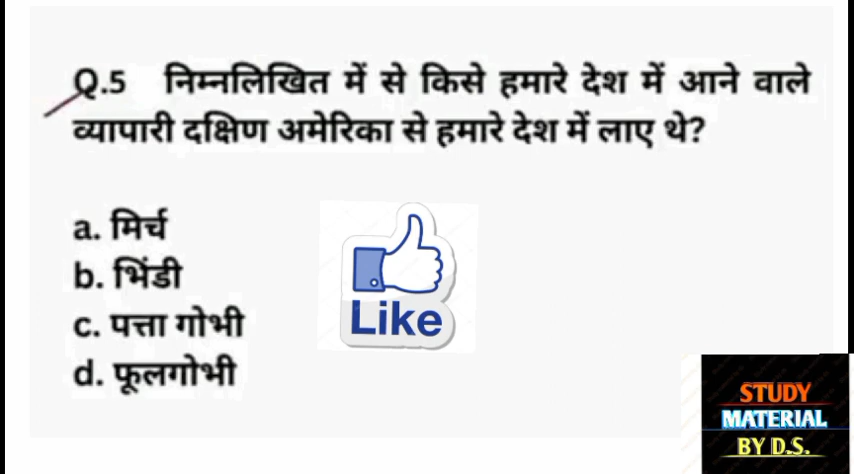 Q.5 निम्नलिखित में से किसे हमारे देश में आने वाले
व्यापारी दक्षिण अमेरिका से हमारे देश में लाए थे?
a. मिर्च
b. भिंडी
c. पत्ता गोभी
d. फूलगोभी
Like
STUDY
MATERIAL
BY D.S.